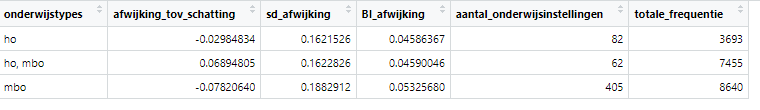 onderwijstypes afwijking_tov_schatting sd_afwijking BI_afwijking aantal_onderwijsinstellingen totale_frequentie
ho -0.02984834 0.1621526 0.04586367 82 3693
ho, mbo 0.06894805 0.1622826 0.04590046 62 7455
mbo -0.07820640 0.1882912 0.05325680 405 8640